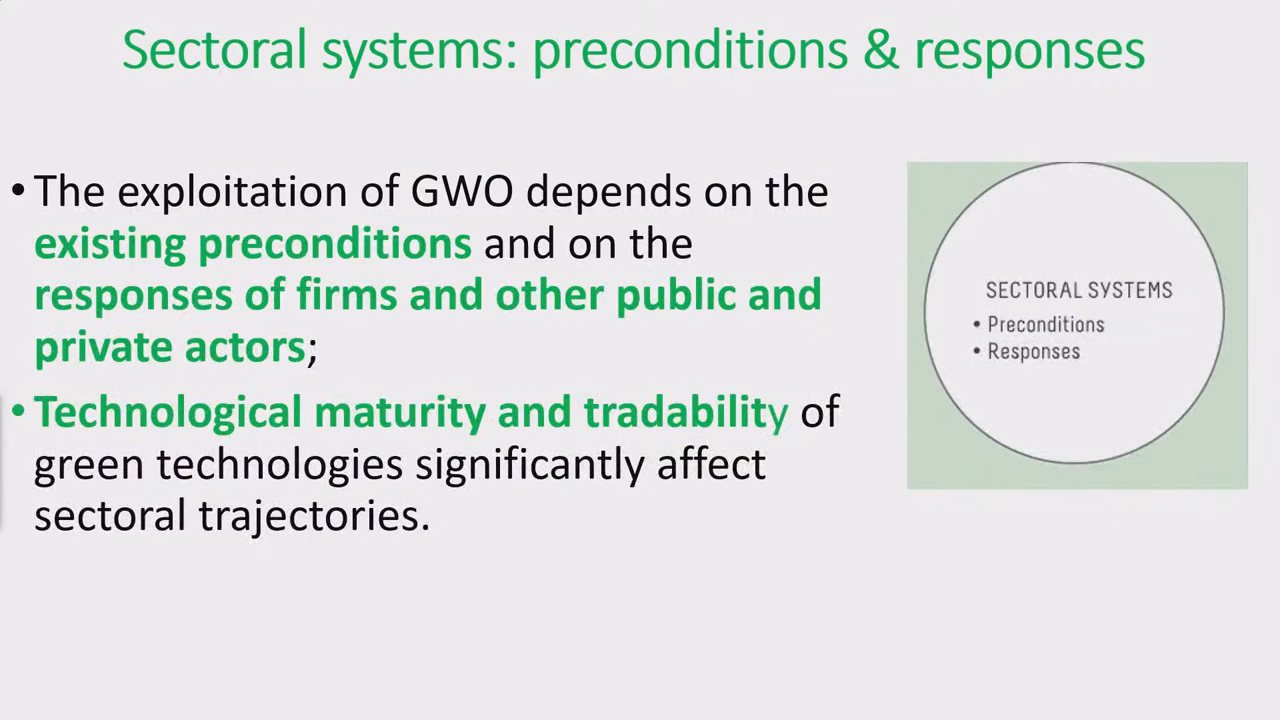 Sectoral systems: preconditions & responses
• The exploitation of GWO depends on the
existing preconditions and on the
responses of firms and other public and
private actors;
• Technological maturity and tradability of
green technologies significantly affect
sectoral trajectories.
SECTORAL SYSTEMS
• Preconditions
• Responses